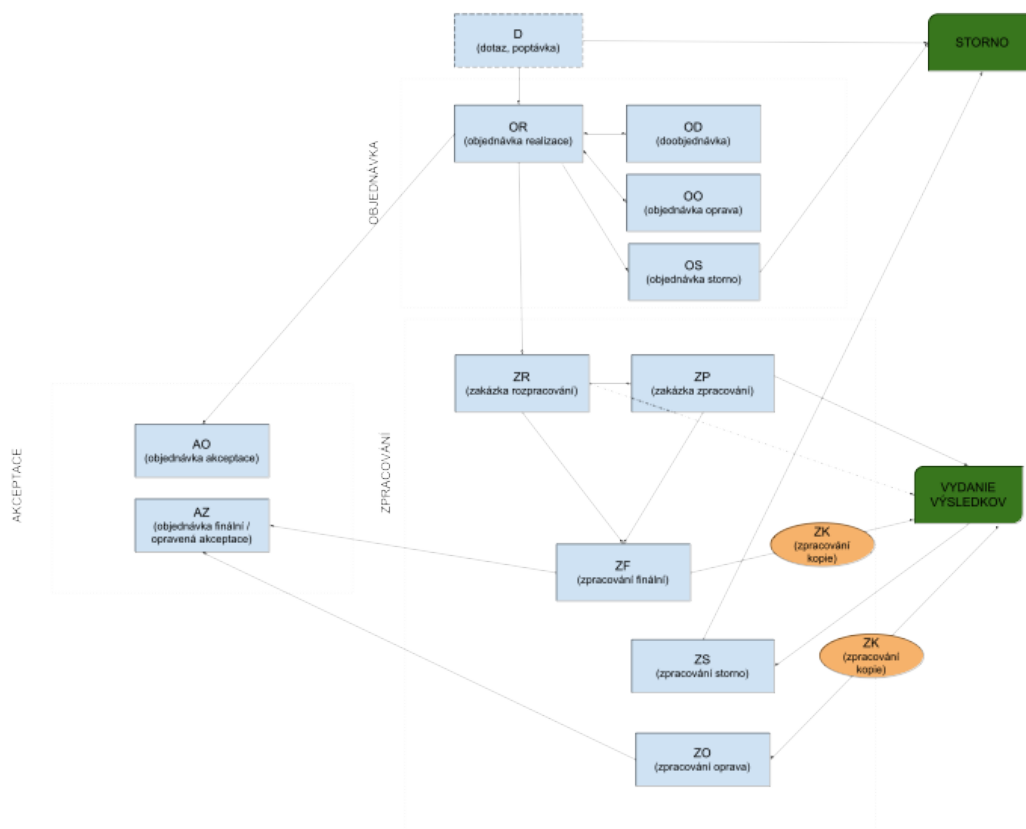 D
(dotaz, poptávka)
STORNO
OBJEDNÁVKA
OR
(objednávka realizace)
OD
(doobjednávka)
OO
(objednávka oprava)
OS
(objednávka storno)
ZPRACOVÁNÍ
ZR
(zakázka rozpracování)
ZP
(zakázka zpracování)
AKCEPTACE
AO
(objednávka akceptace)
AZ
(objednávka finální /
opravená akceptace)
VYDANIE
VÝSLEDKOV
ZK
(zpracování
kopie)
ZF
(zpracování finální)
ZS
(zpracování storno)
ZK
(zpracování
kopie)
ZO
(zpracování oprava)